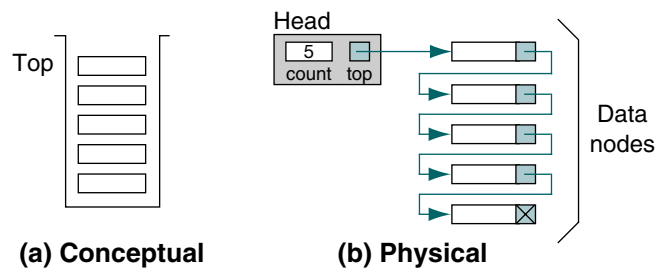 Top
(a) Conceptual
Head
5
count top
Data
nodes
(b) Physical